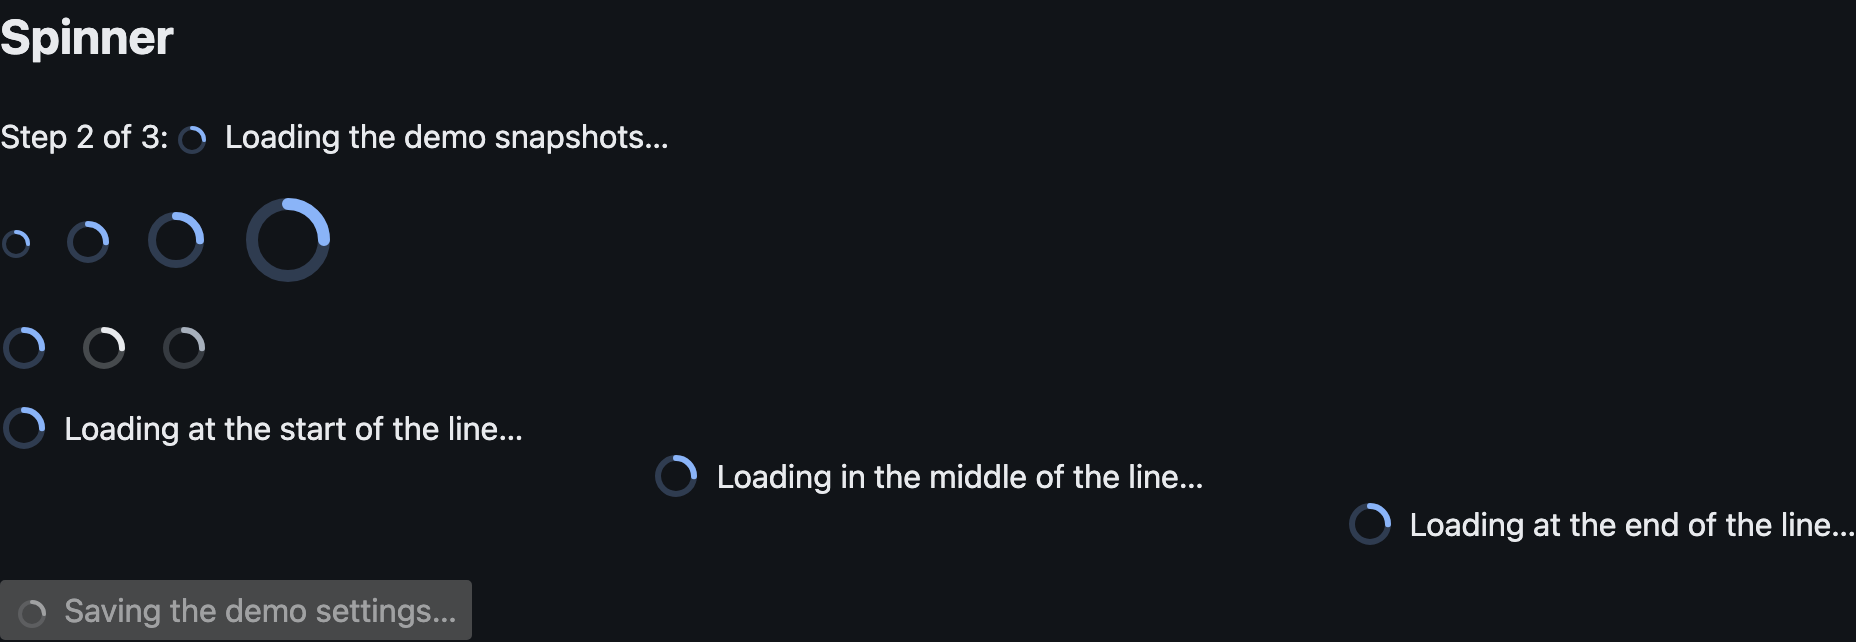 Spinner
Step 2 of 3: Loading the demo snapshots...
Loading at the start of the line...
Loading in the middle of the line...
Loading at the end of the line...
Saving the demo settings...